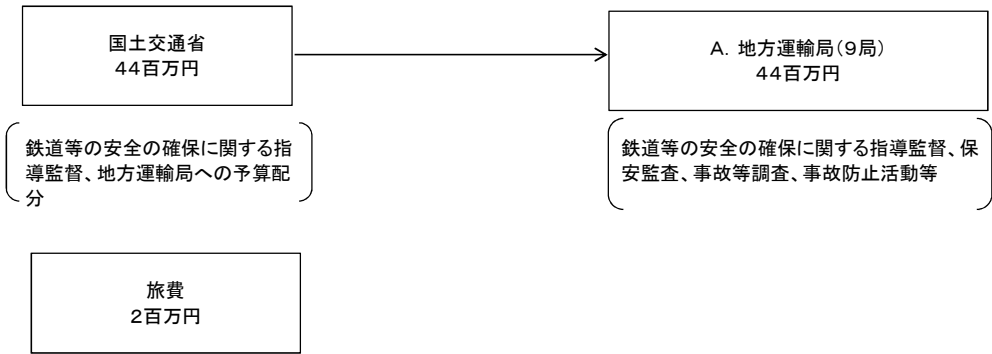 国土交通省
44百万円
A．地方運輸局（9局）
44百万円
鉄道等の安全の確保に関する指
導監督、地方運輸局への予算配
分
鉄道等の安全の確保に関する指導監督、保
安監査、事故等調査、事故防止活動等
旅費
2百万円